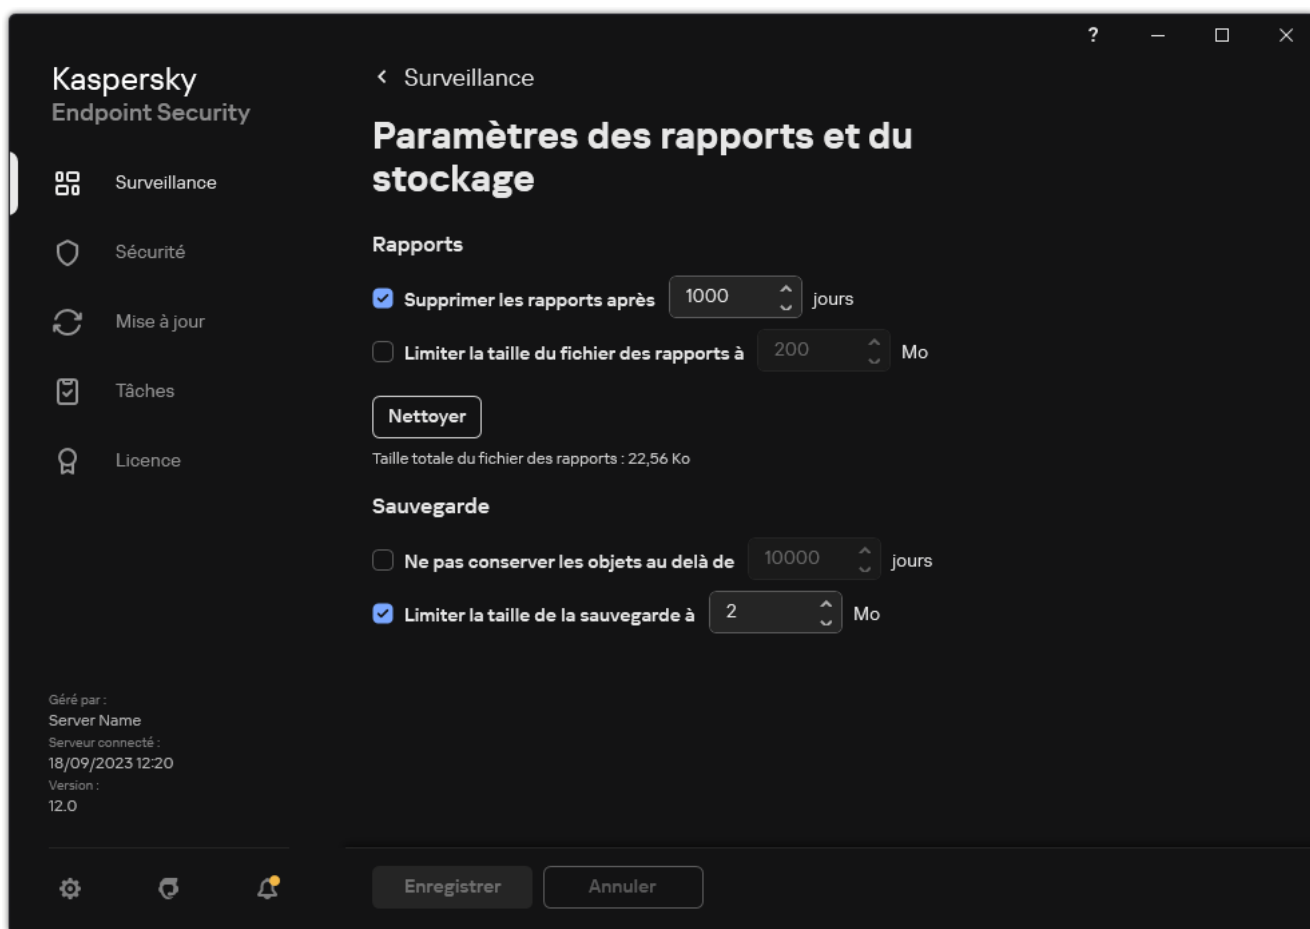 ?
Kaspersky
Endpoint Security
Surveillance
Sécurité
Mise à jour
Tâches
Licence
Géré par :
Server Name
Serveur connecté :
18/09/2023 12:20
Version :
12.0
Surveillance
Paramètres des rapports et du
stockage
Rapports
Supprimer les rapports après 1000 jours
Limiter la taille du fichier des rapports à 200 Mo
Nettoyer
Taille totale du fichier des rapports : 22,56 Ko
Sauvegarde
Ne pas conserver les objets au delà de 10000 jours
Limiter la taille de la sauvegarde à 2 Mo
Enregistrer Annuler